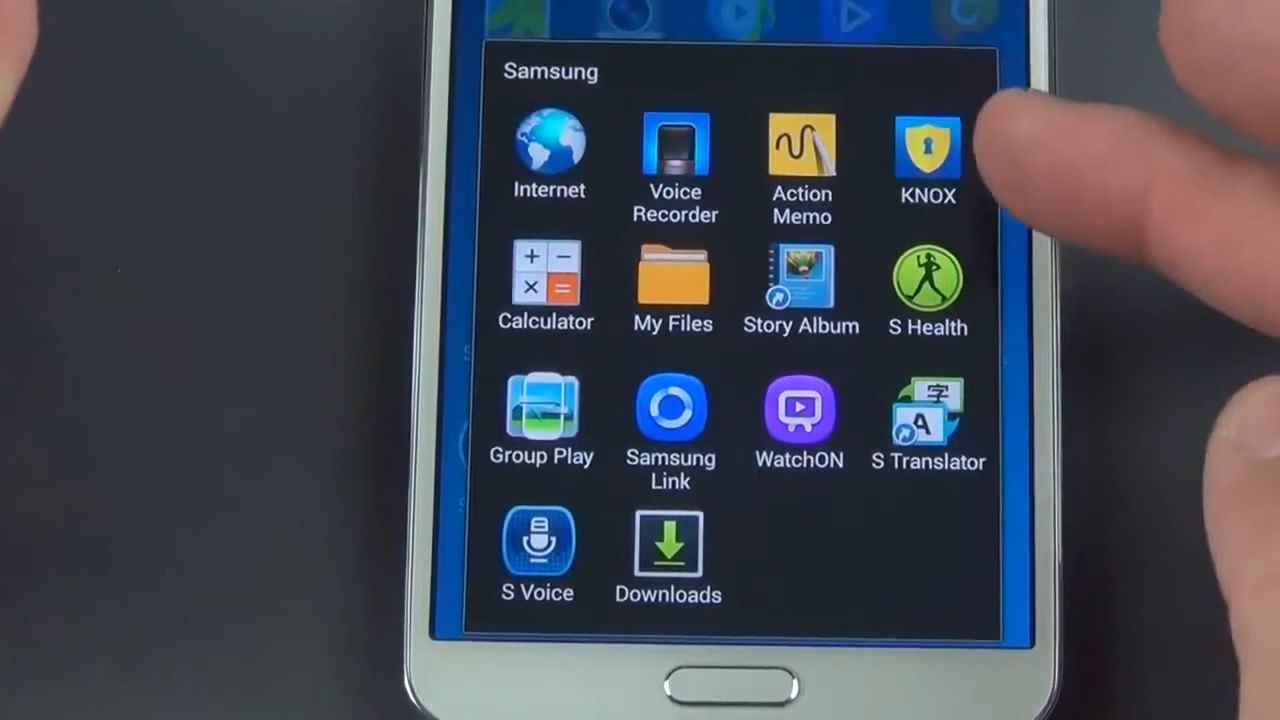 Samsung
Internet
Voice
Recorder
Action
Memo
KNOX
Calculator
My Files
Story Album
S Health
字
A
Group Play
Samsung
Link
WatchON
S Translator
S Voice
Downloads